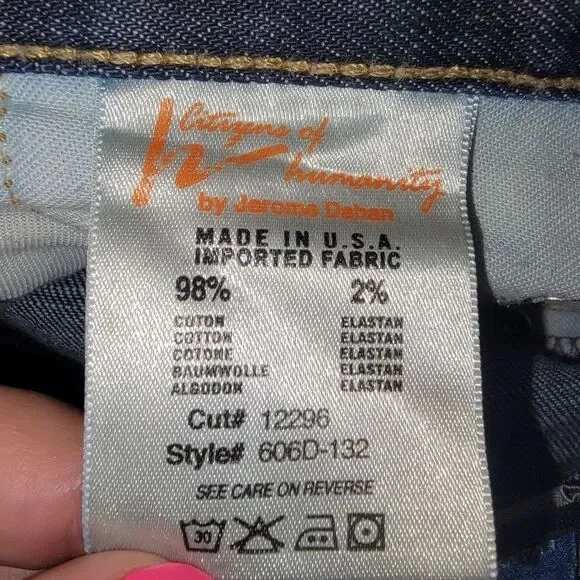 Citizens of
humanity
by Jerome Dahan
MADE IN U.S.A.
IMPORTED FABRIC
98% 2%
COTON ELASTAN
COTTON ELASTAN
COTONE ELASTAN
BAUMWOLLE ELASTAN
ALGODON ELASTAN
Cut# 12296
Style# 606D-132
SEE CARE ON REVERSE
30